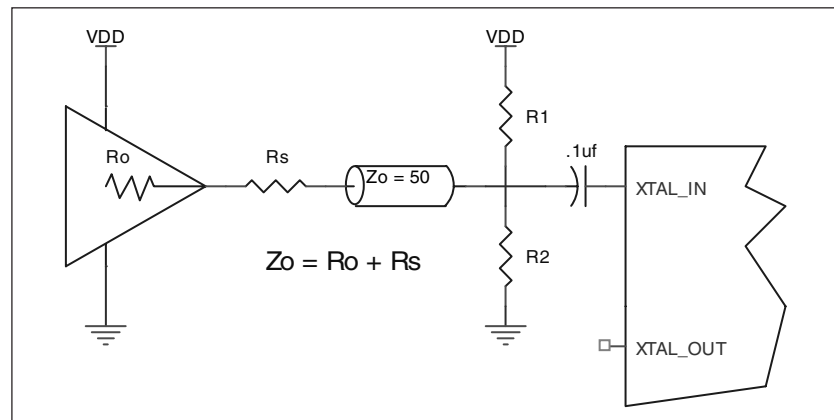 VDD
VDD
R1
Ro
Rs
Zo = 50
.1uf
XTAL_IN
Zo = Ro + Rs
R2
XTAL_OUT